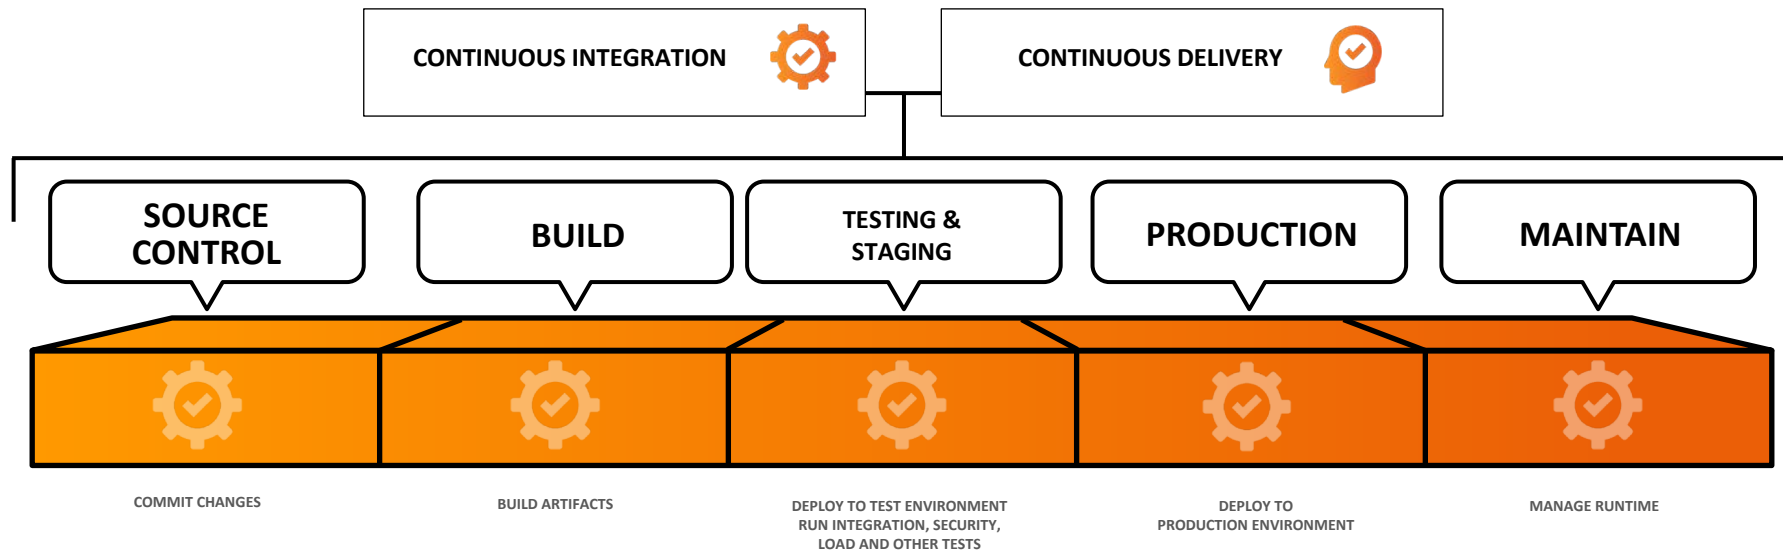 CONTINUOUS INTEGRATION
CONTINUOUS DELIVERY
SOURCE
CONTROL
BUILD
TESTING &
STAGING
PRODUCTION
MAINTAIN
COMMIT CHANGES
BUILD ARTIFACTS
DEPLOY TO TEST ENVIRONMENT
RUN INTEGRATION, SECURITY,
LOAD AND OTHER TESTS
DEPLOY TO
PRODUCTION ENVIRONMENT
MANAGE RUNTIME